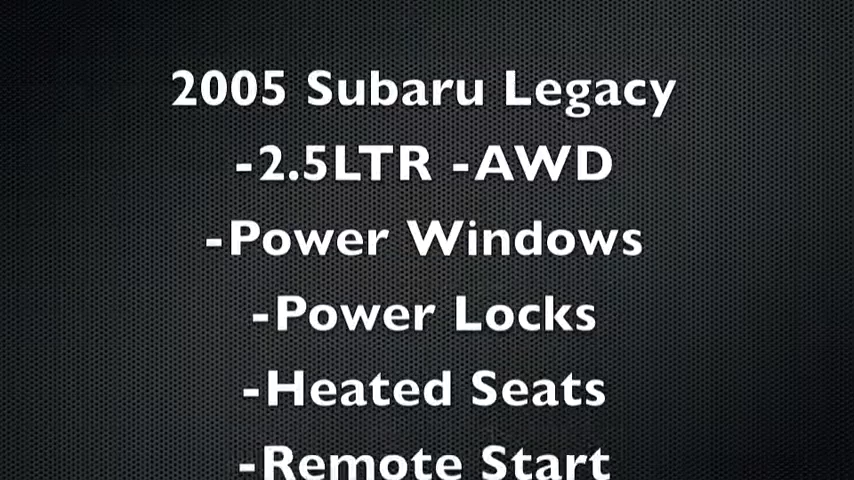 2005 Subaru Legacy
-2.5LTR -AWD
-Power Windows
-Power Locks
-Heated Seats
-Remote Start